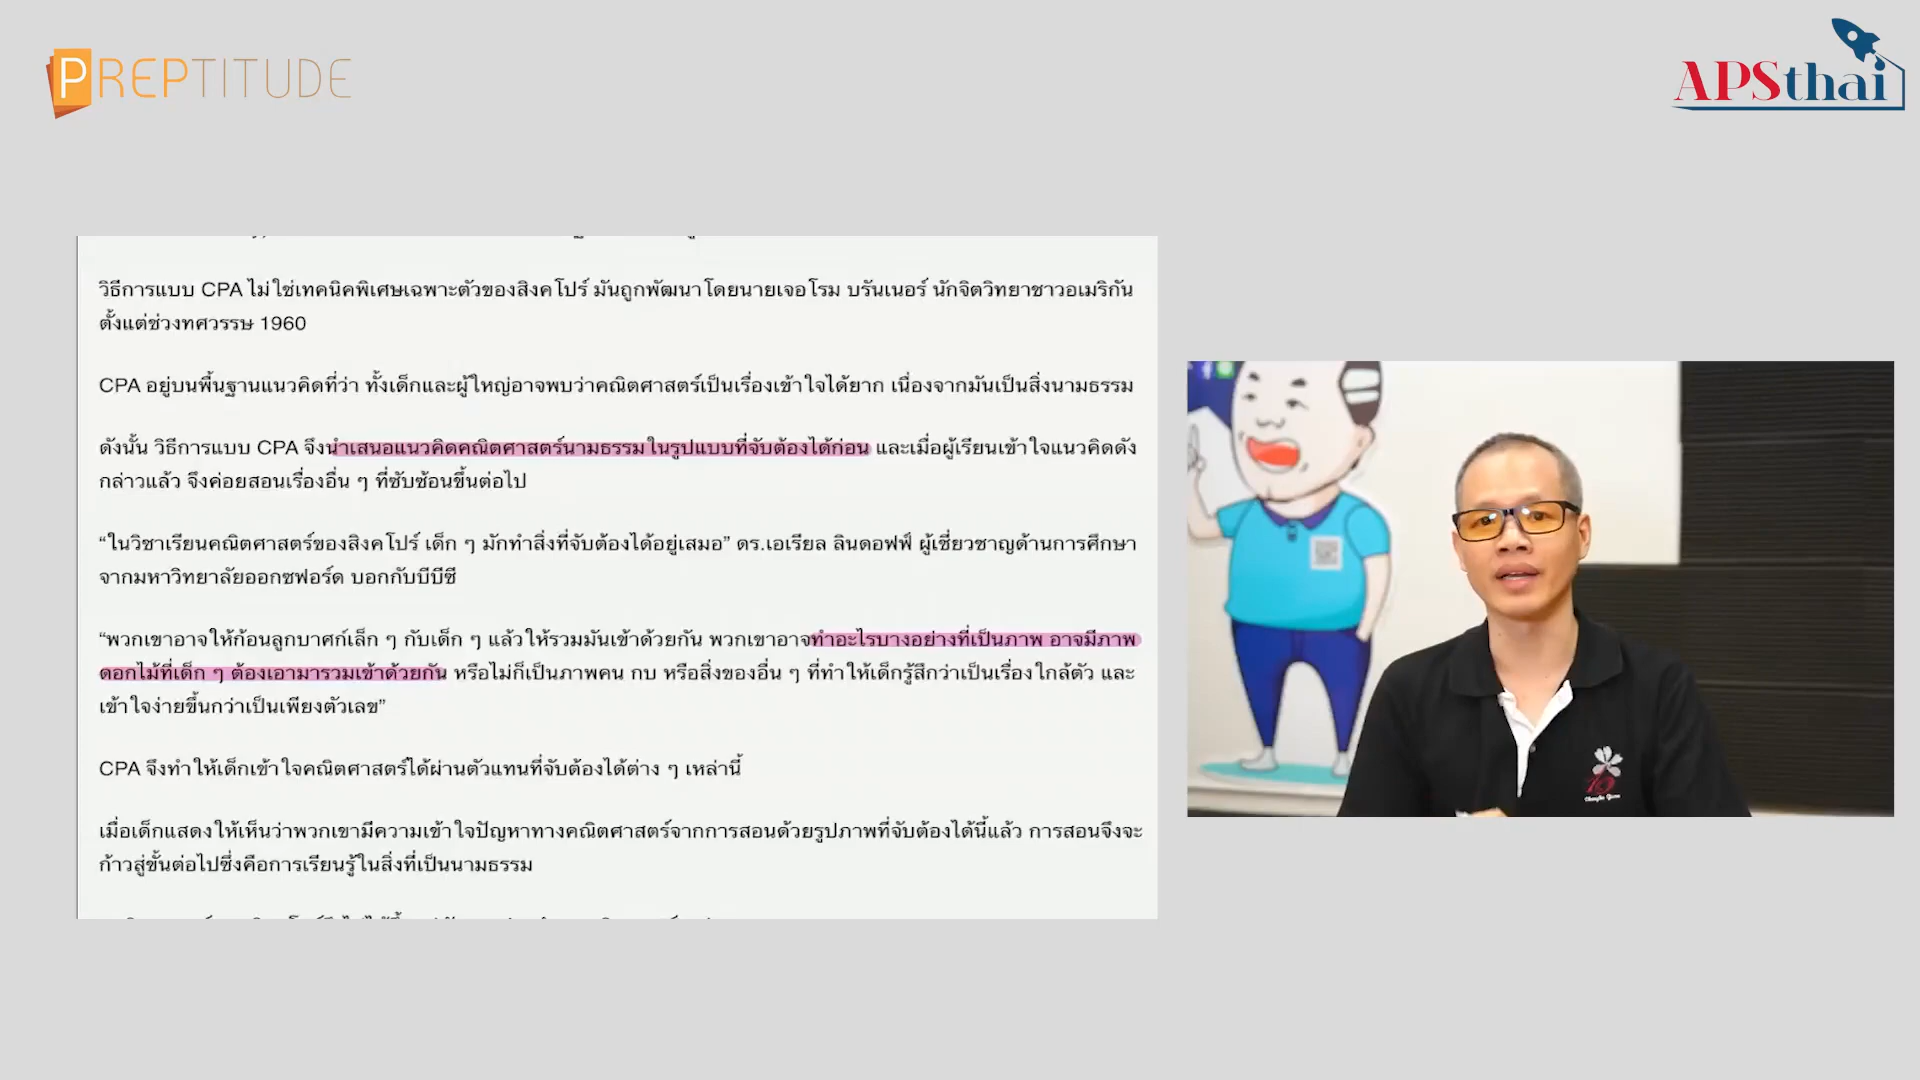 PREPTITUDE
APSthai
วิธีการแบบ CPA ไม่ใช่เทคนิคพิเศษเฉพาะตัวของสิงคโปร์ มันถูกพัฒนาโดยนายเจอโรม บรันเนอร์ นักจิตวิทยาชาวอเมริกัน
ตั้งแต่ช่วงทศวรรษ 1960
CPA อยู่บนพื้นฐานแนวคิดที่ว่า ทั้งเด็กและผู้ใหญ่อาจพบว่าคณิตศาสตร์เป็นเรื่องเข้าใจได้ยาก เนื่องจากมันเป็นสิ่งนามธรรม
ดังนั้น วิธีการแบบ CPA จึงนำเสนอแนวคิดคณิตศาสตร์นามธรรมในรูปแบบที่จับต้องได้ก่อน และเมื่อผู้เรียนเข้าใจแนวคิดดัง
กล่าวแล้ว จึงค่อยสอนเรื่องอื่น ๆ ที่ซับซ้อนขึ้นต่อไป
“ในวิชาเรียนคณิตศาสตร์ของสิงคโปร์ เด็ก ๆ มักทำสิ่งที่จับต้องได้อยู่เสมอ” ดร.เอเรียล ลินดอฟฟ์ ผู้เชี่ยวชาญด้านการศึกษา
จากมหาวิทยาลัยออกซฟอร์ด บอกกับบีบีซี
“พวกเขาอาจให้ก้อนลูกบาศก์เล็ก ๆ กับเด็ก ๆ แล้วให้รวมมันเข้าด้วยกัน พวกเขาอาจทำอะไรบางอย่างที่เป็นภาพ อาจมีภาพ
ดอกไม้ที่เด็ก ๆ ต้องเอามารวมเข้าด้วยกัน หรือไม่ก็เป็นภาพคน กบ หรือสิ่งของอื่น ๆ ที่ทำให้เด็กรู้สึกว่าเป็นเรื่องใกล้ตัว และ
เข้าใจง่ายขึ้นกว่าเป็นเพียงตัวเลข”
CPA จึงทำให้เด็กเข้าใจคณิตศาสตร์ได้ผ่านตัวแทนที่จับต้องได้ต่าง ๆ เหล่านี้
เมื่อเด็กแสดงให้เห็นว่าพวกเขามีความเข้าใจปัญหาทางคณิตศาสตร์จากการสอนด้วยรูปภาพที่จับต้องได้นี้แล้ว การสอนจึงจะ
ก้าวสู่ขั้นต่อไปซึ่งคือการเรียนรู้ในสิ่งที่เป็นนามธรรม